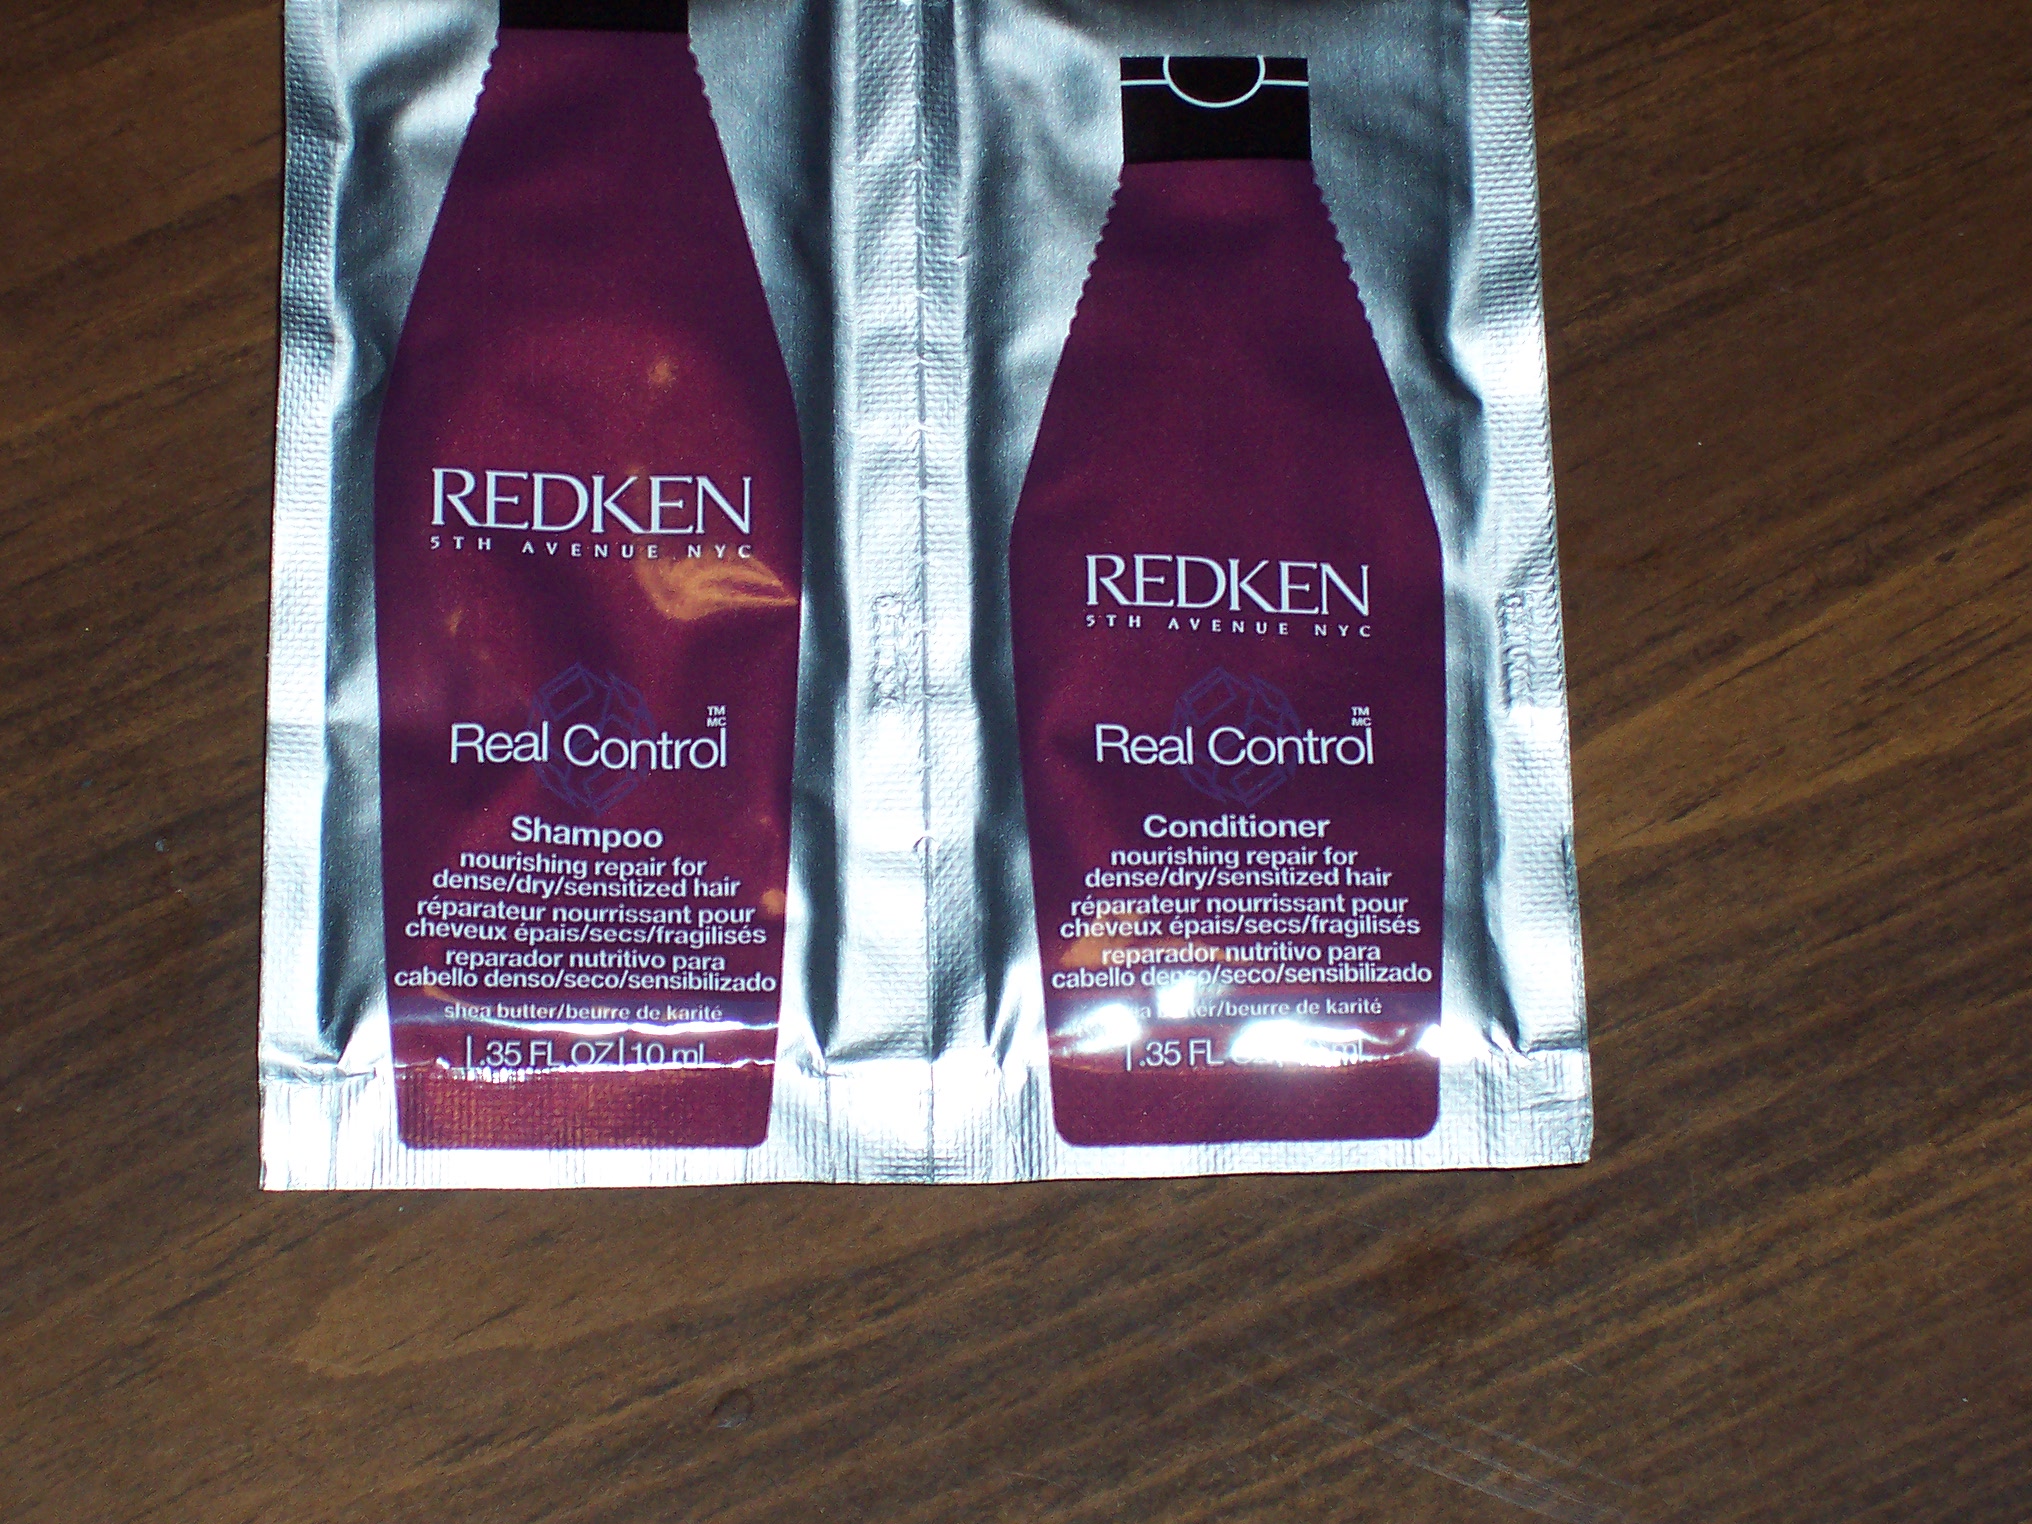 REDKEN
5TH AVENUE NYC
Real Control
TM
MC
Shampoo
nourishing repair for
dense/dry/sensitized hair
réparateur nourrissant pour
cheveux épais/secs/fragilisés
reparador nutritivo para
cabello denso/seco/sensibilizado
shea butter/beurre de karité
.35 FL OZ|10 mL
REDKEN
5TH AVENUE NYC
Real Control
TM
MC
Conditioner
nourishing repair for
dense/dry/sensitized hair
réparateur nourrissant pour
cheveux épais/secs/fragilisés
reparador nutritivo para
cabello denso/seco/sensibilizado
/beurre de karité
.35 FL